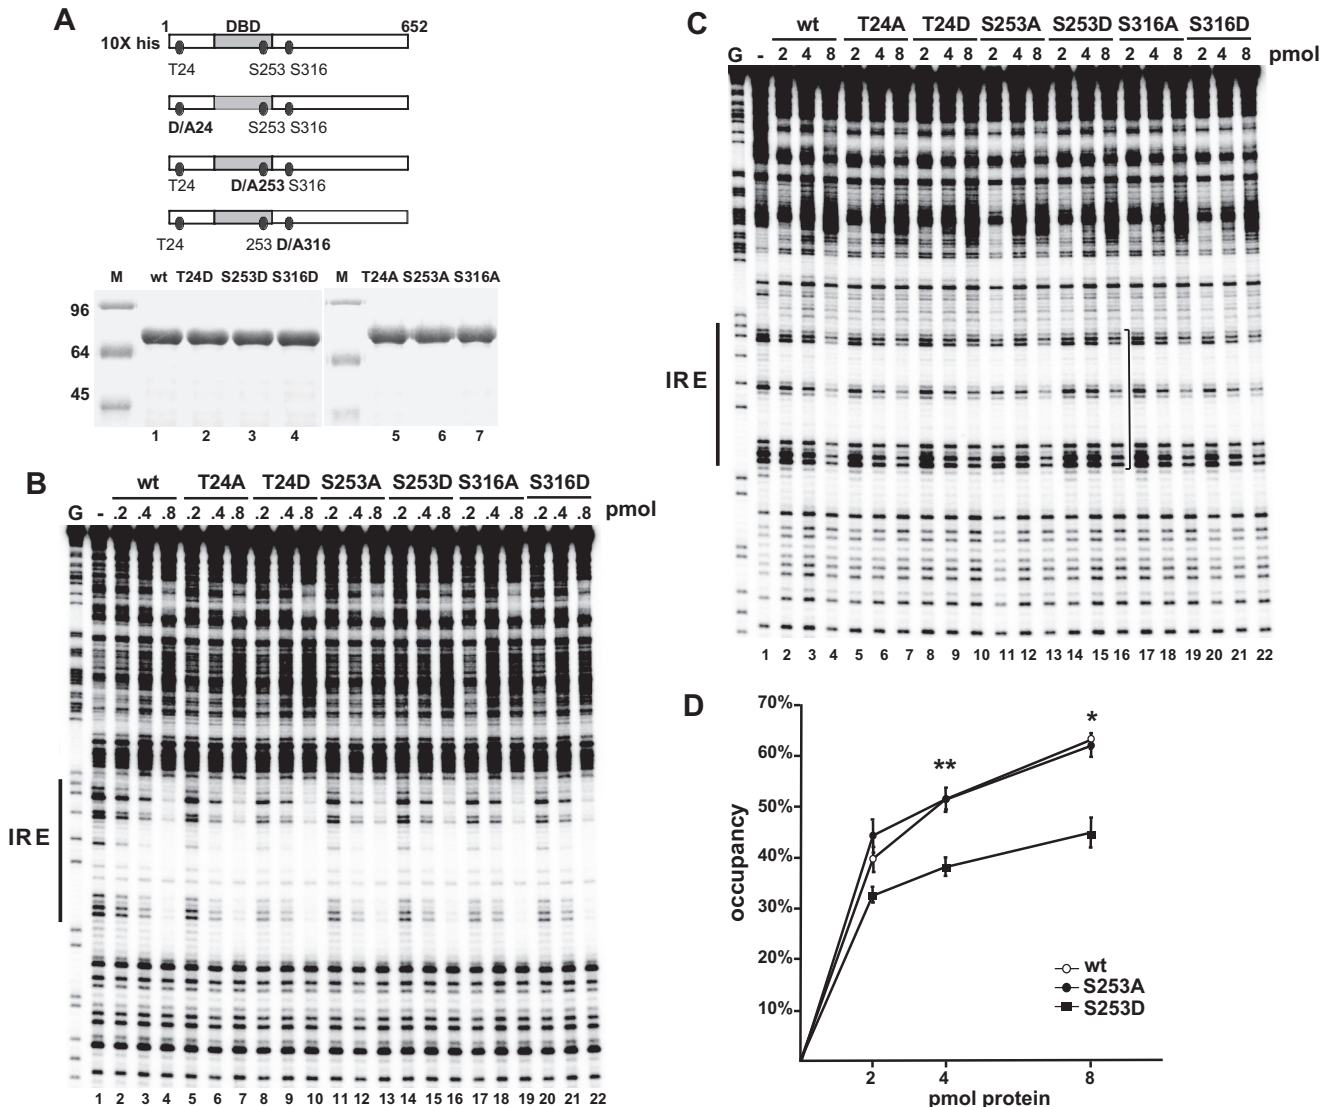 A
1 DBD 652
10X his
T24 S253 S316
D/A24 S253 S316
T24 D/A253 S316
T24 253 D/A316
M wt T24D S253D S316D M T24A S253A S316A
96
64
45
1 2 3 4 5 6 7
B
wt T24A T24D S253A S253D S316A S316D
G - .2 .4 .8 .2 .4 .8 .2 .4 .8 .2 .4 .8 .2 .4 .8 .2 .4 .8 .2 .4 .8 pmol
IRE
1 2 3 4 5 6 7 8 9 10 11 12 13 14 15 16 17 18 19 20 21 22
C
wt T24A T24D S253A S253D S316A S316D
G - 2 4 8 2 4 8 2 4 8 2 4 8 2 4 8 2 4 8 2 4 8 pmol
IRE
1 2 3 4 5 6 7 8 9 10 11 12 13 14 15 16 17 18 19 20 21 22
D
70%
60%
50%
40%
30%
20%
10%
occupancy
**
*
wt
S253A
S253D
2 4 8
pmol protein